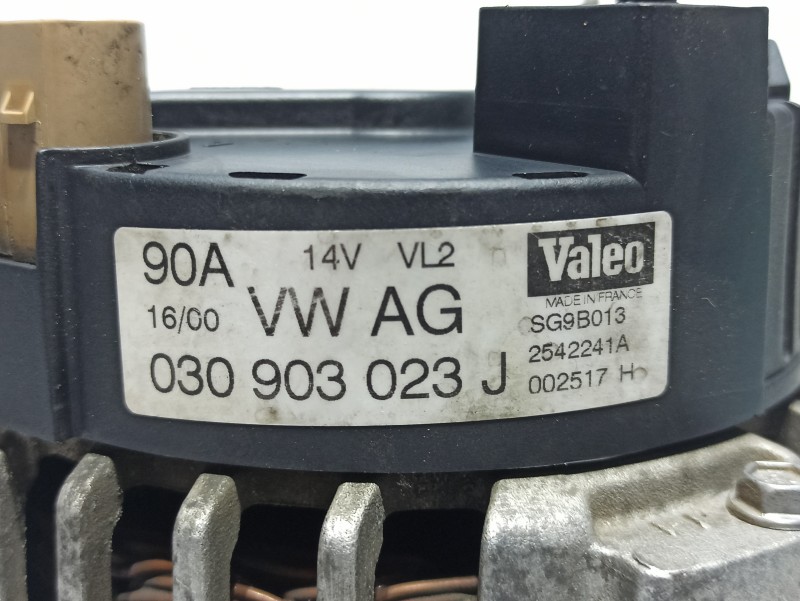 90A 14V VL2
16/00 VW AG
030 903 023 J
Valeo
MADE IN FRANCE
SG9B013
2542241A
002517 H